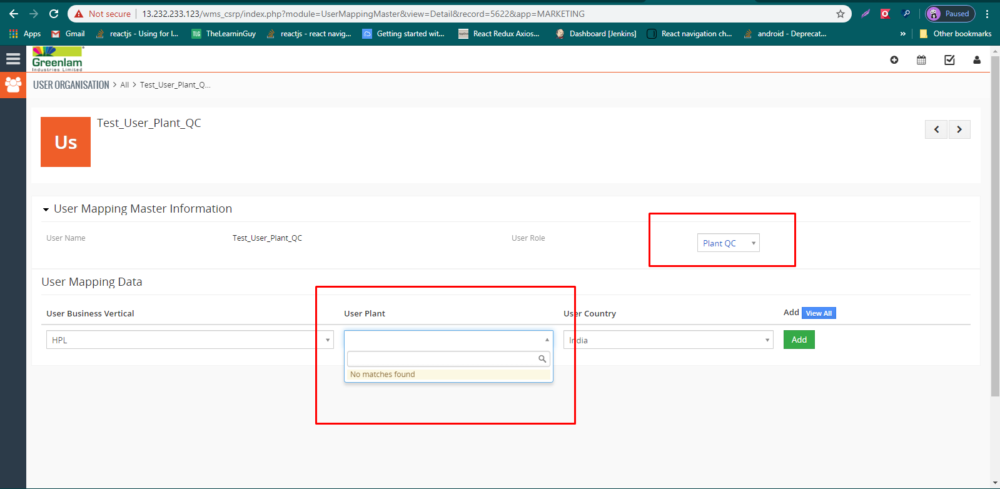 Not secure 13.232.233.123/wms_csrp/index.php?module=UserMappingMaster&view=Detail&record=5622&app=MARKETING Paused
Apps Gmail reactjs - Using for l... TLG TheLearnGuy reactjs - react navig... Getting started wit... React Redux Axios... Dashboard [Jenkins] React navigation ch... android - Deprecat... » Other bookmarks
Greenlam
Industries Limited
USER ORGANISATION > All > Test_User_Plant_Q...
Us Test_User_Plant_QC
User Mapping Master Information
User Name Test_User_Plant_QC User Role Plant QC
User Mapping Data
User Business Vertical User Plant User Country Add View All
HPL India Add
No matches found